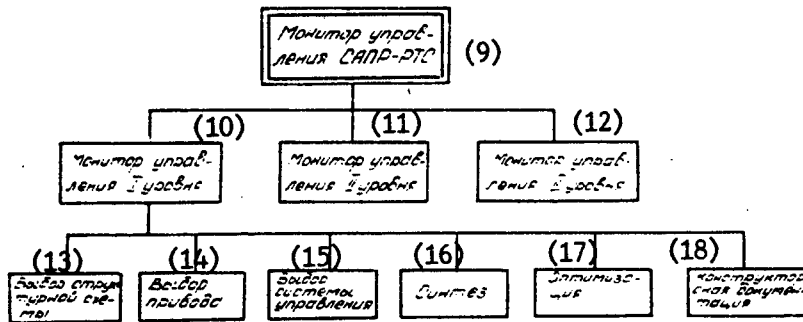 Монитор управ-
ления САПР-РТС
(9)
(10)
(11)
(12)
Монитор управ-
ления I уровня
Монитор управ-
ления II уровня
Монитор управ-
ления уровня
(13)
(14)
(15)
(16)
(17)
(18)
Выбор струк-
турной схе-
мы
Выбор
привода
Выбор
системы
управления
Синтез
Оптимиза-
ция
Конструктор-
ская докумен-
тация